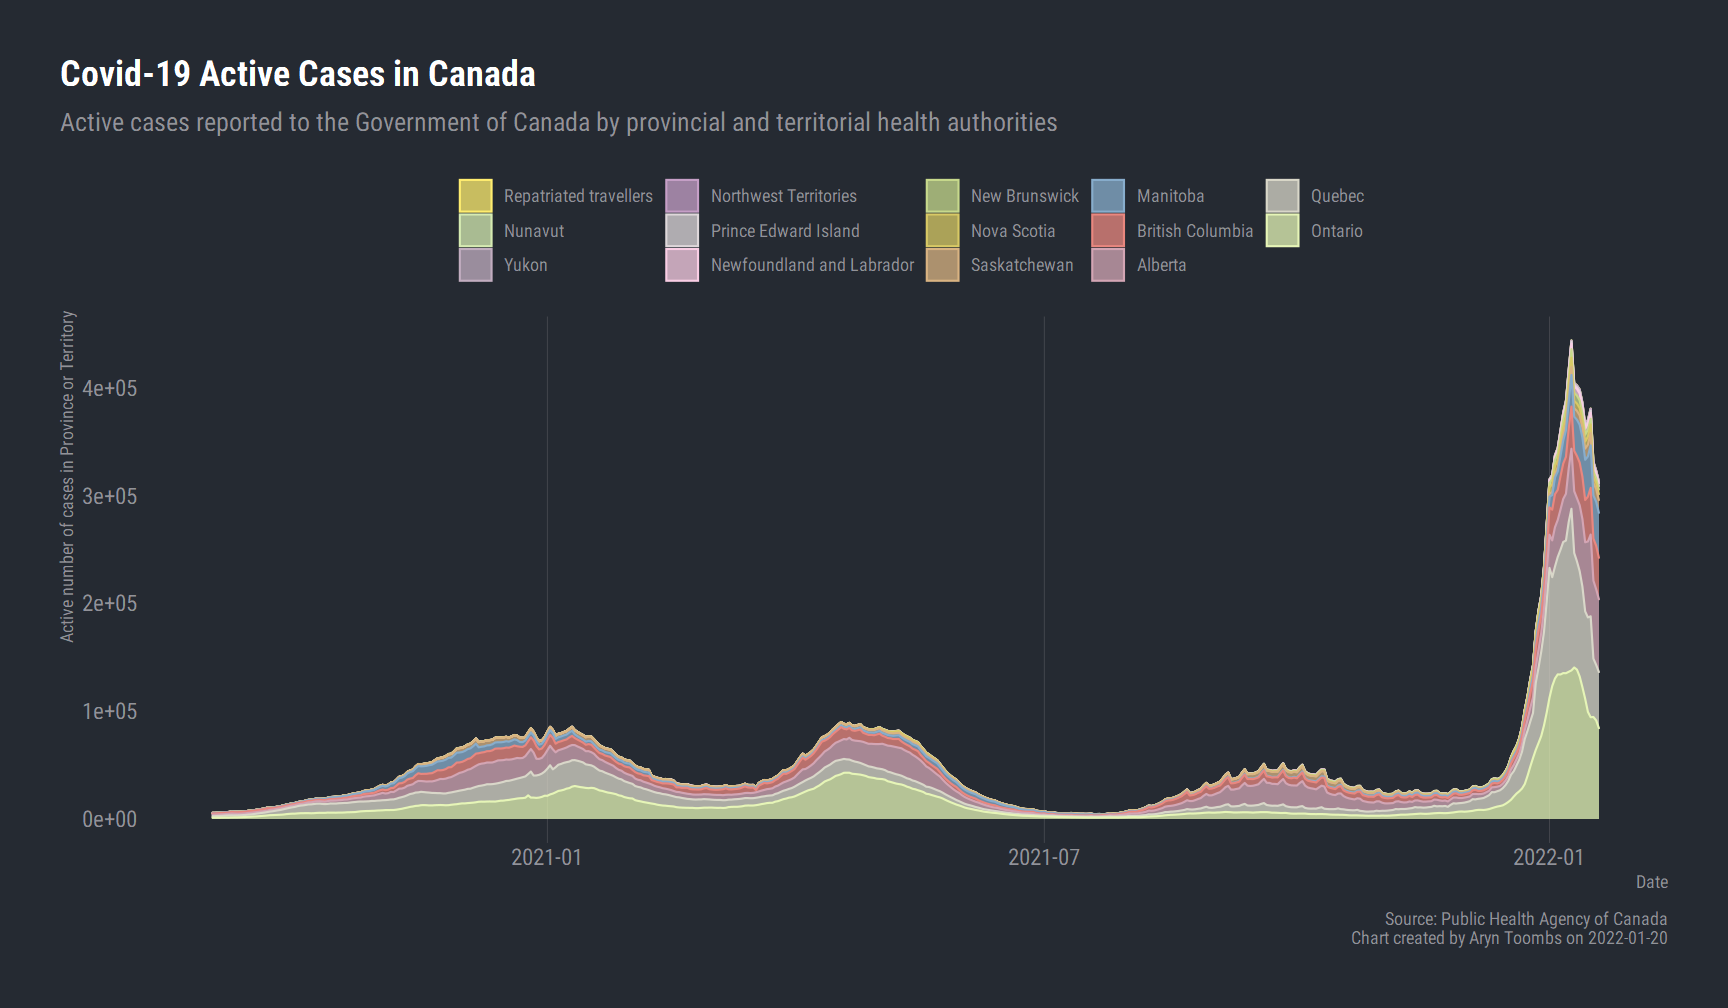 Covid-19 Active Cases in Canada
Active cases reported to the Government of Canada by provincial and territorial health authorities
Repatriated travellers
Northwest Territories
New Brunswick
Manitoba
Quebec
Nunavut
Prince Edward Island
Nova Scotia
British Columbia
Ontario
Yukon
Newfoundland and Labrador
Saskatchewan
Alberta
Active number of cases in Province or Territory
4e+05
3e+05
2e+05
1e+05
0e+00
2021-01
2021-07
2022-01
Date
Source: Public Health Agency of Canada
Chart created by Aryn Toombs on 2022-01-20